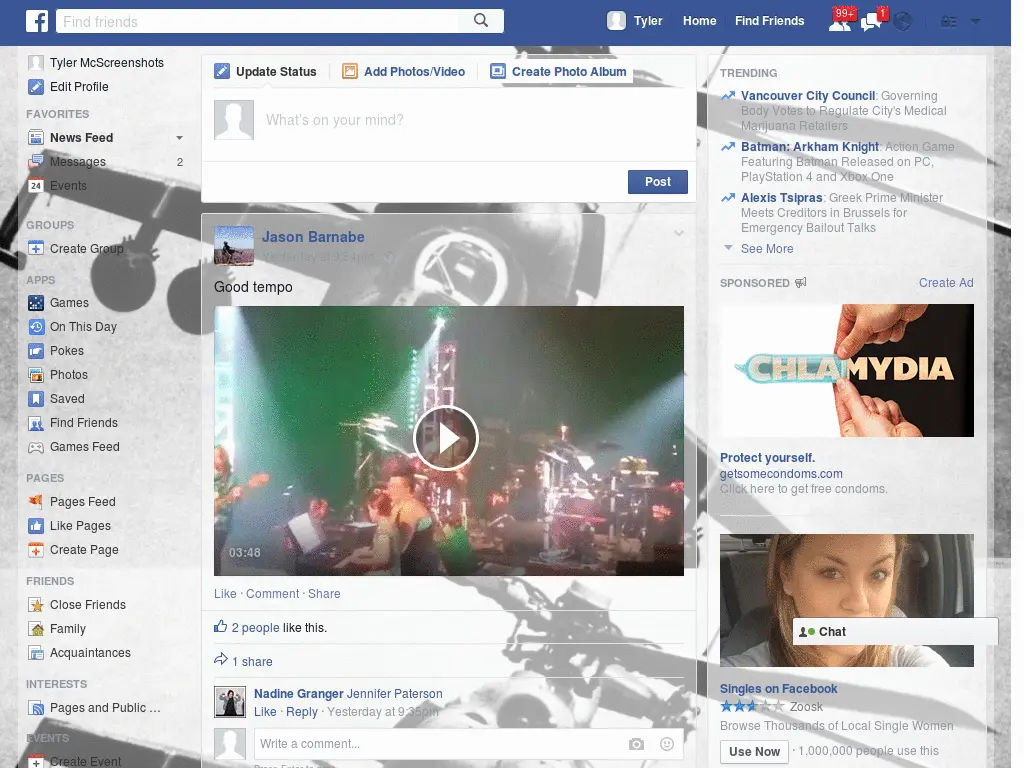 Find friends
Tyler
Home
Find Friends
99+
1
Tyler McScreenshots
Edit Profile
FAVORITES
News Feed
Messages
2
24
Events
GROUPS
Create Group
APPS
Games
On This Day
Pokes
Photos
Saved
Find Friends
Games Feed
PAGES
Pages Feed
Like Pages
Create Page
FRIENDS
Close Friends
Family
Acquaintances
INTERESTS
Pages and Public ...
EVENTS
Create Event
Update Status
Add Photos/Video
Create Photo Album
What's on your mind?
Post
Jason Barnabe
Yesterday at
Good tempo
03:48
Like · Comment · Share
2 people like this.
1 share
Nadine Granger Jennifer Paterson
Like · Reply · Yesterday at 9:35pm
Write a comment...
TRENDING
Vancouver City Council: Governing
Body Votes to Regulate City's Medical
Marijuana Retailers
Batman: Arkham Knight: Action Game
Featuring Batman Released on PC,
PlayStation 4 and Xbox One
Alexis Tsipras: Greek Prime Minister
Meets Creditors in Brussels for
Emergency Bailout Talks
See More
SPONSORED
Create Ad
CHLAMYDIA
Protect yourself.
getsomecondoms.com
Click here to get free condoms.
Chat
Singles on Facebook
Zoosk
Browse Thousands of Local Single Women
Use Now · 1,000,000 people use this